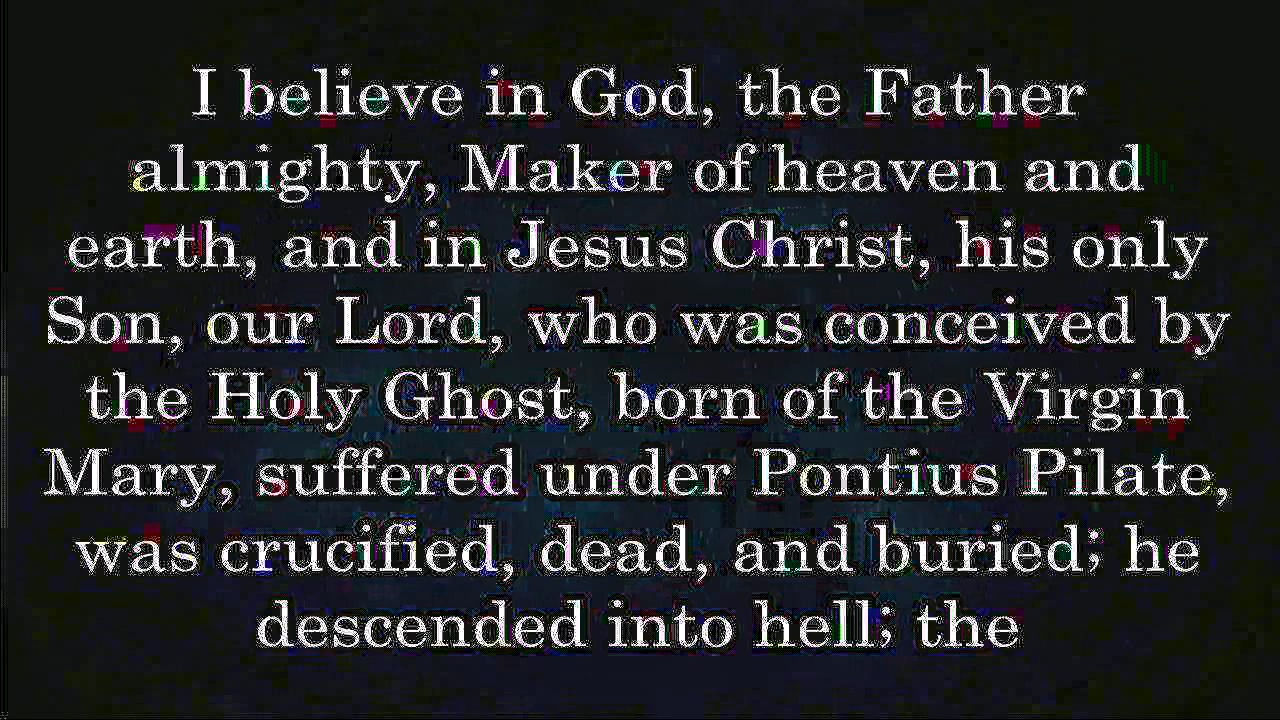 I believe in God, the Father
almighty, Maker of heaven and
earth, and in Jesus Christ, his only
Son, our Lord, who was conceived by
the Holy Ghost, born of the Virgin
Mary, suffered under Pontius Pilate,
was crucified, dead, and buried; he
descended into hell; the